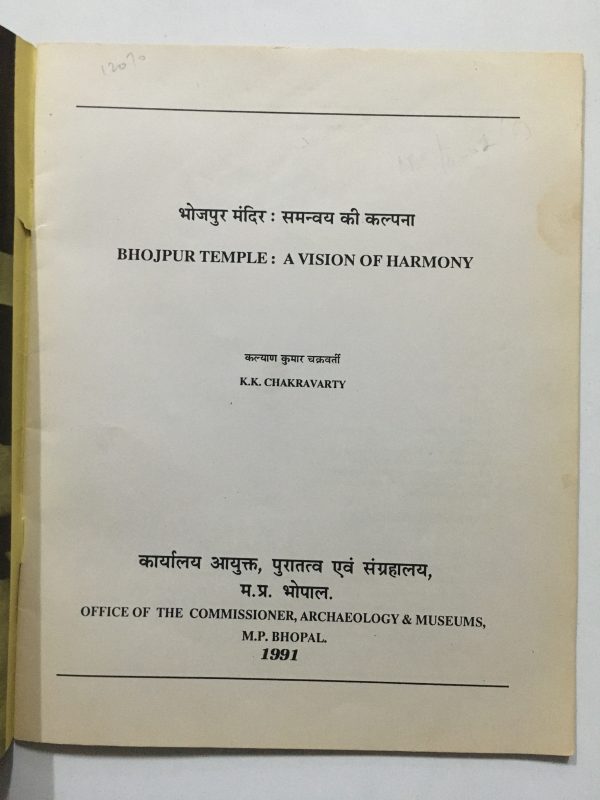 भोजपुर मंदिर : समन्वय की कल्पना
BHOJPUR TEMPLE : A VISION OF HARMONY
कल्याण कुमार चक्रवर्ती
K.K. CHAKRAVARTY
कार्यालय आयुक्त, पुरातत्व एवं संग्रहालय,
म.प्र. भोपाल.
OFFICE OF THE COMMISSIONER, ARCHAEOLOGY & MUSEUMS,
M.P. BHOPAL.
1991